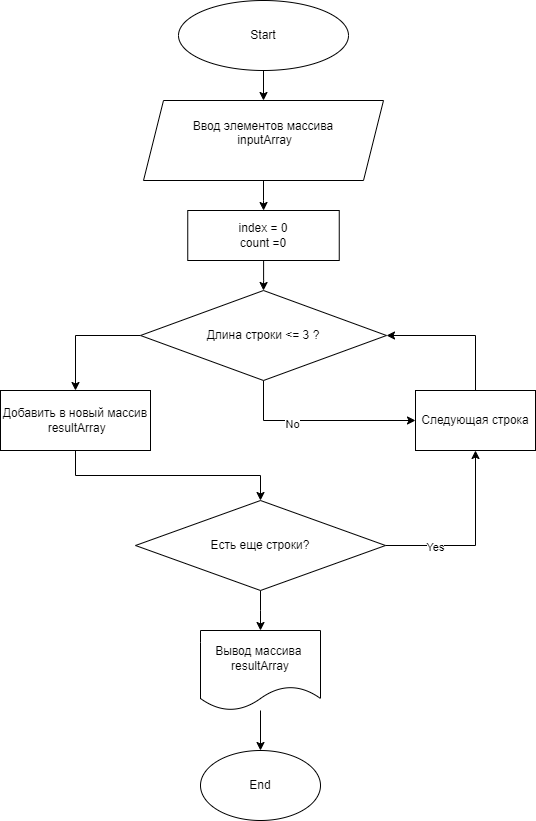 Start
Ввод элементов массива
inputArray
index = 0
count =0
Длина строки <= 3 ?
Добавить в новый массив
resultArray
No
Следующая строка
Есть еще строки?
Yes
Вывод массива
resultArray
End